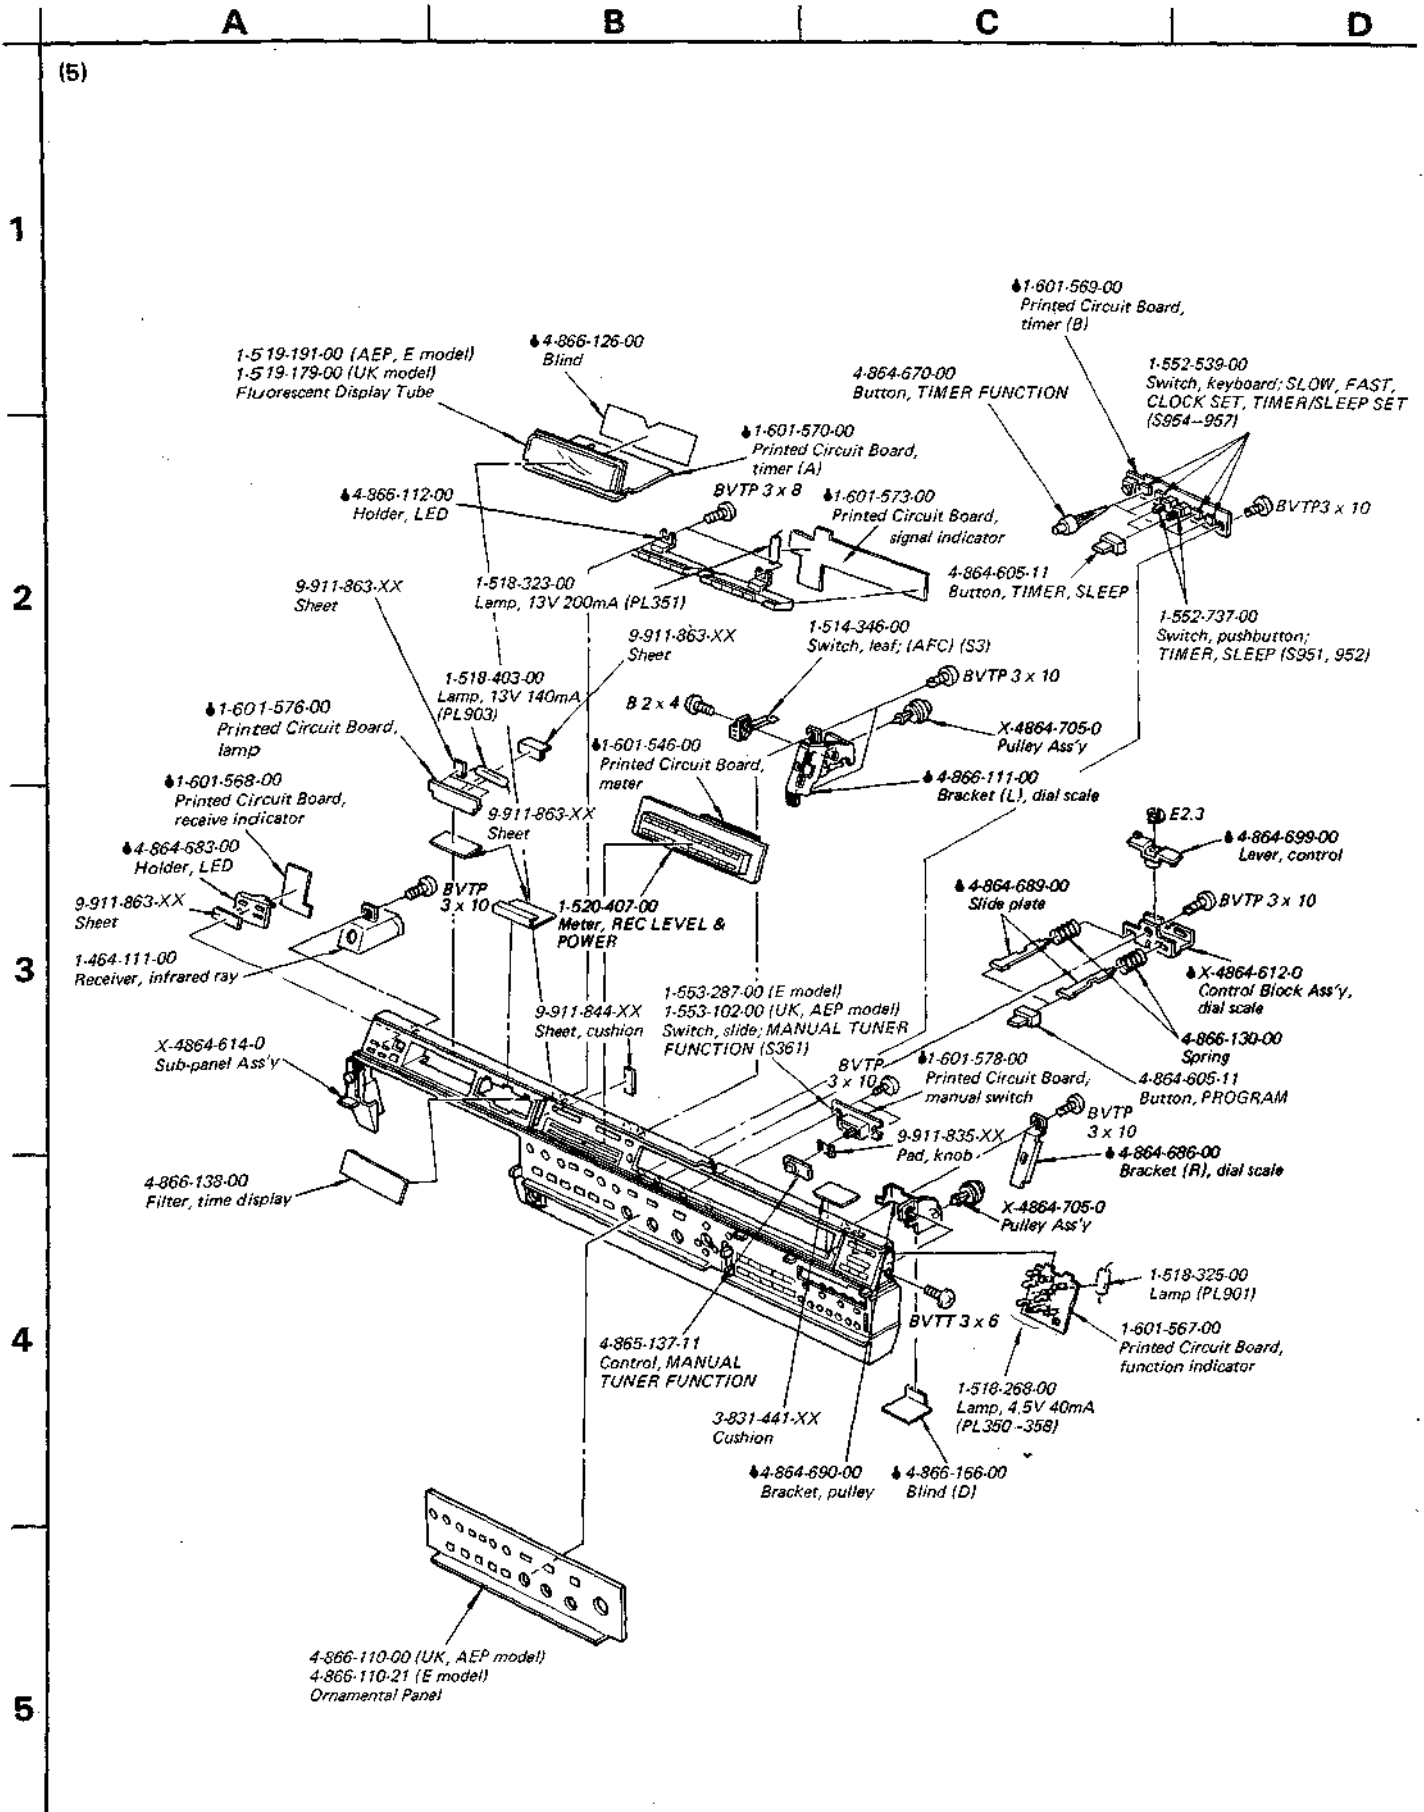 A
B
C
D
(5)
1
2
3
4
5
1-601-569-00
Printed Circuit Board,
timer (B)
4-866-126-00
Blind
1-519-191-00 (AEP, E model)
1-519-179-00 (UK model)
Fluorescent Display Tube
4-864-670-00
Button, TIMER FUNCTION
1-552-539-00
Switch, keyboard; SLOW, FAST,
CLOCK SET, TIMER/SLEEP SET
(S954-957)
1-601-570-00
Printed Circuit Board,
timer (A)
BVTP 3 x 8
4-866-112-00
Holder, LED
1-601-573-00
Printed Circuit Board,
signal indicator
BVTP3 x 10
4-864-605-11
Button, TIMER, SLEEP
9-911-863-XX
Sheet
1-518-323-00
Lamp, 13V 200mA (PL351)
1-552-737-00
Switch, pushbutton;
TIMER, SLEEP (S951, 952)
9-911-863-XX
Sheet
1-514-346-00
Switch, leaf; (AFC) (S3)
1-518-403-00
Lamp, 13V 140mA
(PL903)
B 2 x 4
BVTP 3 x 10
1-601-576-00
Printed Circuit Board,
lamp
X-4864-705-0
Pulley Ass'y
1-601-546-00
Printed Circuit Board,
meter
1-601-568-00
Printed Circuit Board,
receive indicator
4-866-111-00
Bracket (L), dial scale
9-911-863-XX
Sheet
E2.3
4-864-699-00
Lever, control
4-864-683-00
Holder, LED
BVTP
3 x 10
4-864-689-00
Slide plate
BVTP 3 x 10
9-911-863-XX
Sheet
1-520-407-00
Meter, REC LEVEL &
POWER
1-464-111-00
Receiver, infrared ray
X-4864-612-0
Control Block Ass'y,
dial scale
1-553-287-00 (E model)
1-553-102-00 (UK, AEP model)
Switch, slide; MANUAL TUNER
FUNCTION (S361)
9-911-844-XX
Sheet, cushion
4-866-130-00
Spring
X-4864-614-0
Sub-panel Ass'y
BVTP
3 x 10
1-601-578-00
Printed Circuit Board,
manual switch
4-864-605-11
Button, PROGRAM
BVTP
3 x 10
9-911-835-XX
Pad, knob
4-864-686-00
Bracket (R), dial scale
4-866-138-00
Filter, time display
X-4864-705-0
Pulley Ass'y
1-518-325-00
Lamp (PL901)
BVTT 3 x 6
1-601-567-00
Printed Circuit Board,
function indicator
4-865-137-11
Control, MANUAL
TUNER FUNCTION
1-518-268-00
Lamp, 4.5V 40mA
(PL350-358)
3-831-441-XX
Cushion
4-864-690-00
Bracket, pulley
4-866-166-00
Blind (D)
4-866-110-00 (UK, AEP model)
4-866-110-21 (E model)
Ornamental Panel